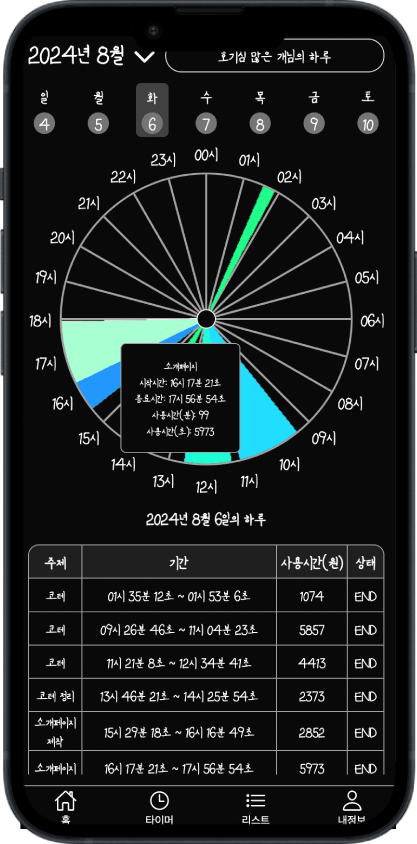 2024년 8월
호기심 많은 개님의 하루
일 월 화 수 목 금 토
4 5 6 7 8 9 10
00시
23시 01시
22시 02시
21시 03시
20시 04시
19시 05시
18시 06시
17시 07시
16시 08시
15시 09시
14시 10시
13시 11시
12시
소개페이지
시작시간: 16시 17분 21초
종료시간: 17시 56분 54초
사용시간(분): 99
사용시간(초): 5973
2024년 8월 6일의 하루
주제 기간 사용시간(원) 상태
코테 01시 35분 12초 ~ 01시 53분 6초 1074 END
코테 09시 26분 46초 ~ 11시 04분 23초 5857 END
코테 11시 21분 8초 ~ 12시 34분 41초 4413 END
코테 정리 13시 46분 21초 ~ 14시 25분 54초 2373 END
소개페이지
제작 15시 29분 18초 ~ 16시 16분 49초 2852 END
소개페이지 16시 17분 21초 ~ 17시 56분 54초 5973 END
홈 타이머 리스트 내정보